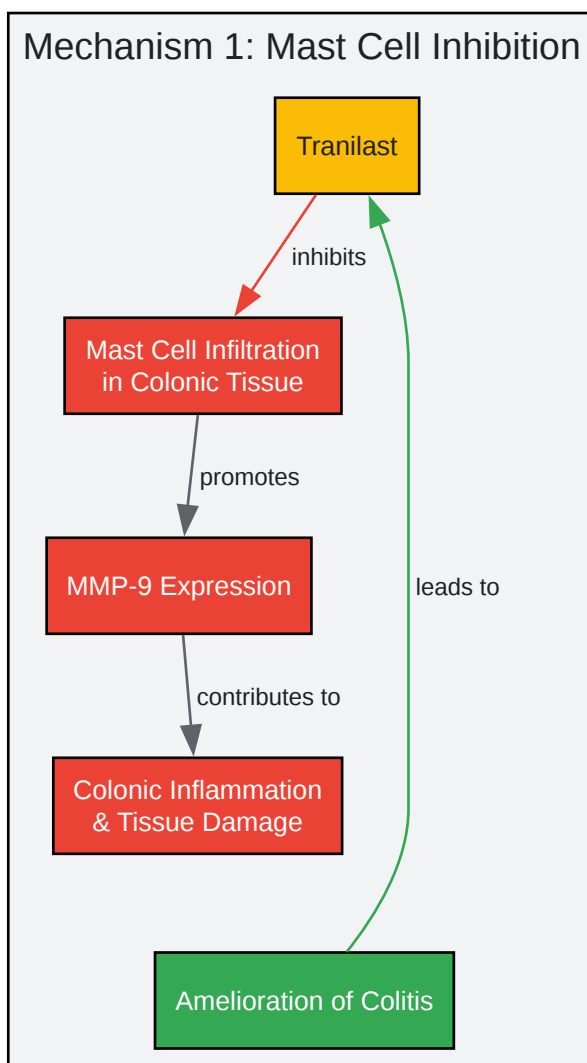 Mechanism 1: Mast Cell Inhibition
Tranilast
inhibits
Mast Cell Infiltration
in Colonic Tissue
promotes
MMP-9 Expression
leads to
contributes to
Colonic Inflammation
& Tissue Damage
Amelioration of Colitis